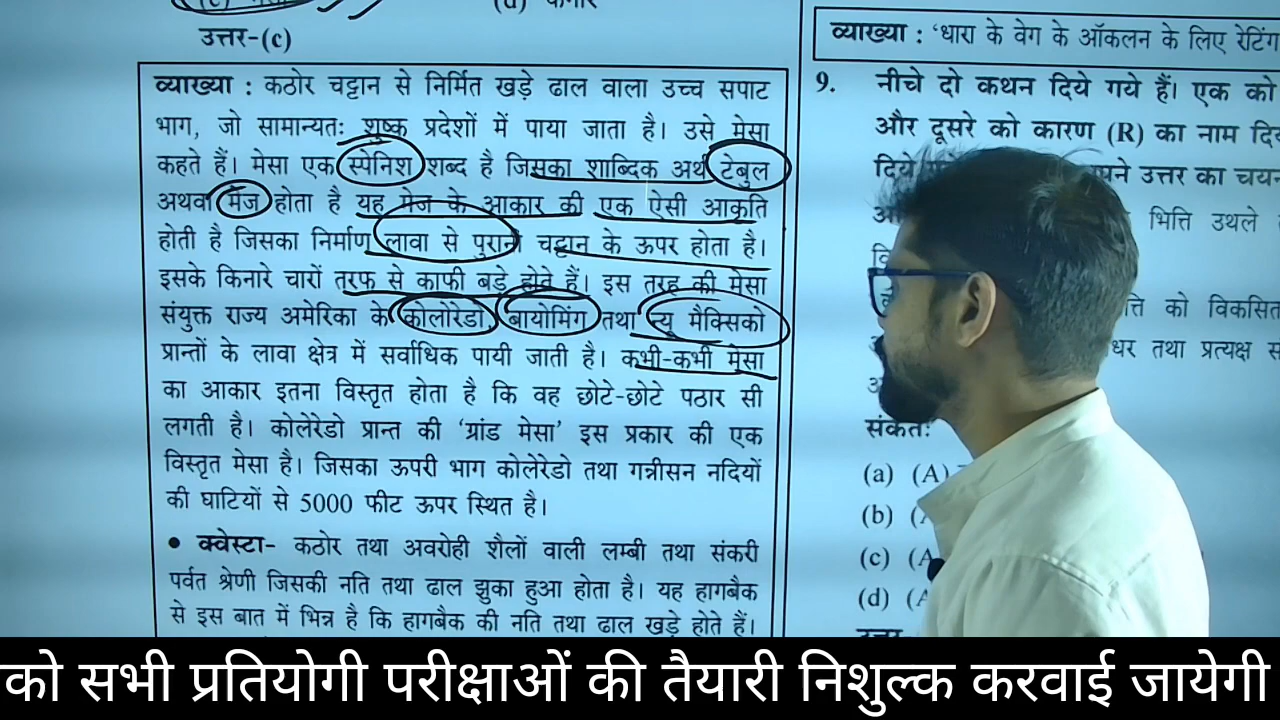 (d)
उत्तर-(c)
व्याख्या : कठोर चट्टान से निर्मित खड़े ढाल वाला उच्च सपाट
भाग, जो सामान्यतः शुष्क प्रदेशों में पाया जाता है। उसे मेसा
कहते हैं। मेसा एक स्पेनिश शब्द है जिसका शाब्दिक अर्थ टेबुल
अथवा मेज होता है यह मेज के आकार की एक ऐसी आकृति
होती है जिसका निर्माण लावा से पुरानी चट्टान के ऊपर होता है।
इसके किनारे चारों तरफ से काफी बड़े होते हैं। इस तरह की मेसा
संयुक्त राज्य अमेरिका के कोलोरेडो, बायोमिंग तथा न्यू मैक्सिको
प्रान्तों के लावा क्षेत्र में सर्वाधिक पायी जाती है। कभी-कभी मेसा
का आकार इतना विस्तृत होता है कि वह छोटे-छोटे पठार सी
लगती है। कोलेरेडो प्रान्त की ‘ग्रांड मेसा’ इस प्रकार की एक
विस्तृत मेसा है। जिसका ऊपरी भाग कोलेरेडो तथा गन्नीसन नदियों
की घाटियों से 5000 फीट ऊपर स्थित है।
• क्वेस्टा- कठोर तथा अवरोही शैलों वाली लम्बी तथा संकरी
पर्वत श्रेणी जिसकी नति तथा ढाल झुका हुआ होता है। यह हागबैक
से इस बात में भिन्न है कि हागबैक की नति तथा ढाल खड़े होते हैं।
व्याख्या : ‘धारा के वेग के ऑकलन के लिए रेटिंग
9. नीचे दो कथन दिये गये हैं। एक को
और दूसरे को कारण (R) का नाम
उत्तर का
भित्ति उथले
को
तथा प्रत्यक्ष
संकेतः
(a) (A)
(b)
(c) (A
(d)
को सभी प्रतियोगी परीक्षाओं की तैयारी निशुल्क करवाई जायेगी